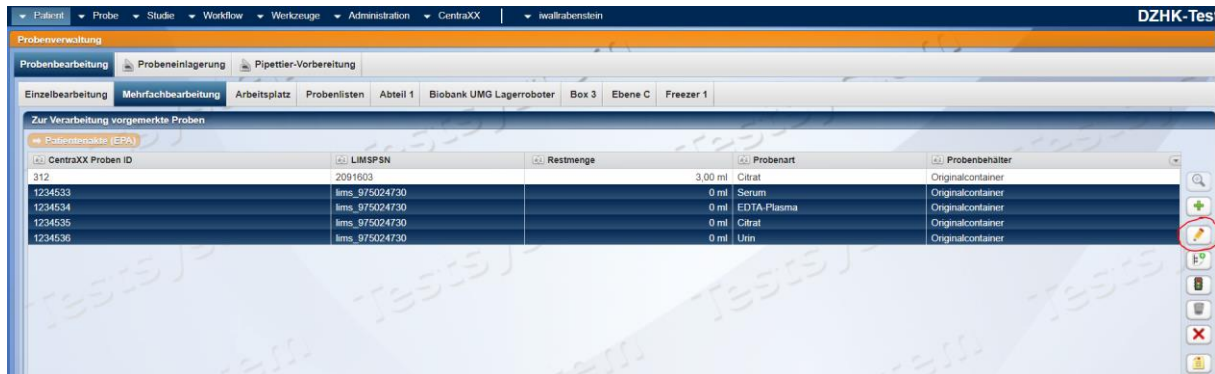 Patient Probe Studie Workflow Werkzeuge Administration CentraXX iwallrabenstein DZHK-Test
Probenverwaltung
Probenbearbeitung Probeneinlagerung Pipettier-Vorbereitung
Einzelbearbeitung Mehrfachbearbeitung Arbeitsplatz Probenlisten Abteil 1 Biobank UMG Lagerroboter Box 3 Ebene C Freezer 1
Zur Verarbeitung vorgemerkte Proben
Patientenakte (EPA)
CentraXX Proben ID LIMSPSN Restmenge Probenart Probenbehälter
312 2091603 3,00 ml Citrat Originalcontainer
1234533 lims_975024730 0 ml Serum Originalcontainer
1234534 lims_975024730 0 ml EDTA-Plasma Originalcontainer
1234535 lims_975024730 0 ml Citrat Originalcontainer
1234536 lims_975024730 0 ml Urin Originalcontainer
Testsystem